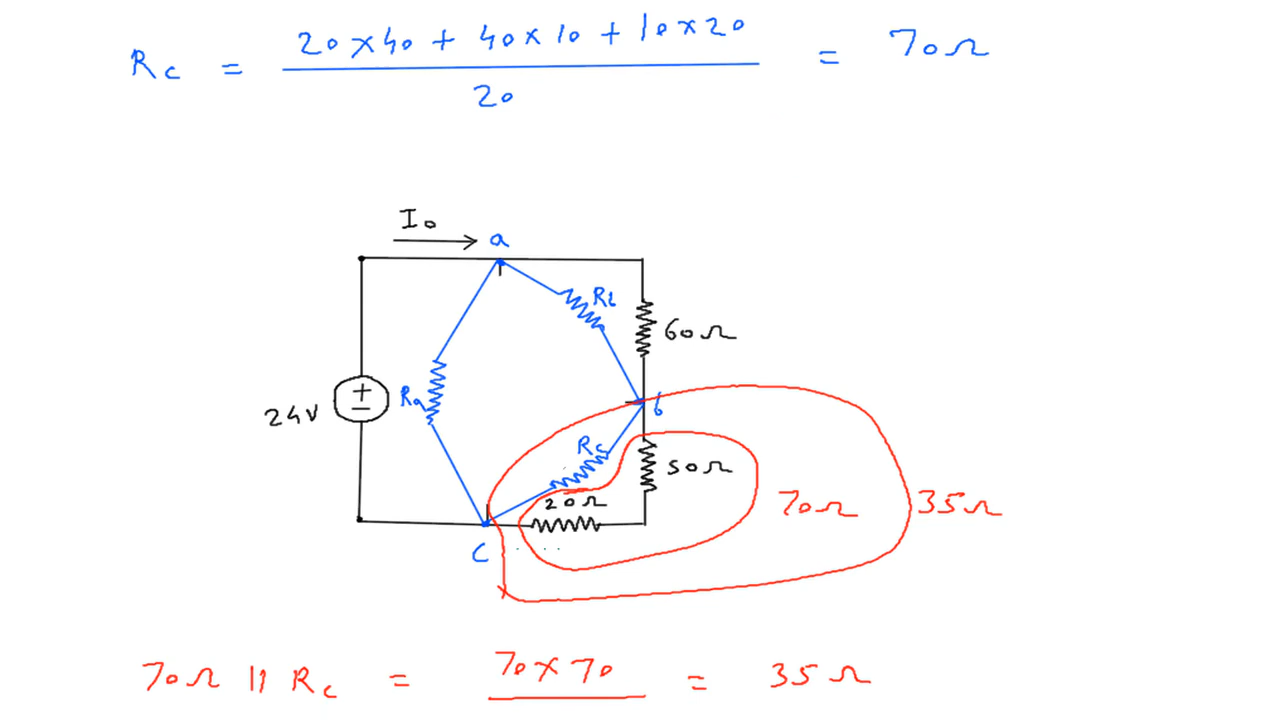 Rc = 20 x 40 + 40 x 10 + 10 x 20 = 70Ω
20
Io
a
Rb
60Ω
24V
+
−
Ra
b
Rc
50Ω
20Ω
70Ω
35Ω
C
70Ω || Rc = 70 x 70 = 35Ω